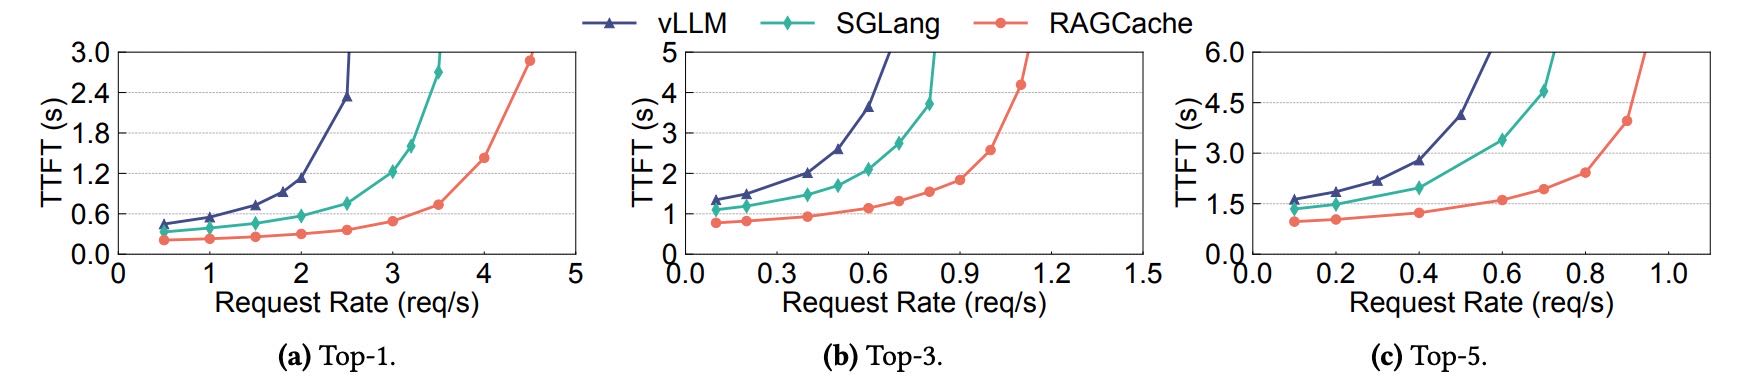 vLLM SGLang RAGCache
3.0
2.4
1.8
1.2
0.6
0.0
TTFT (s)
0 1 2 3 4 5
Request Rate (req/s)
(a) Top-1.
5
4
3
2
1
0
TTFT (s)
0.0 0.3 0.6 0.9 1.2 1.5
Request Rate (req/s)
(b) Top-3.
6.0
4.5
3.0
1.5
0.0
TTFT (s)
0.0 0.2 0.4 0.6 0.8 1.0
Request Rate (req/s)
(c) Top-5.